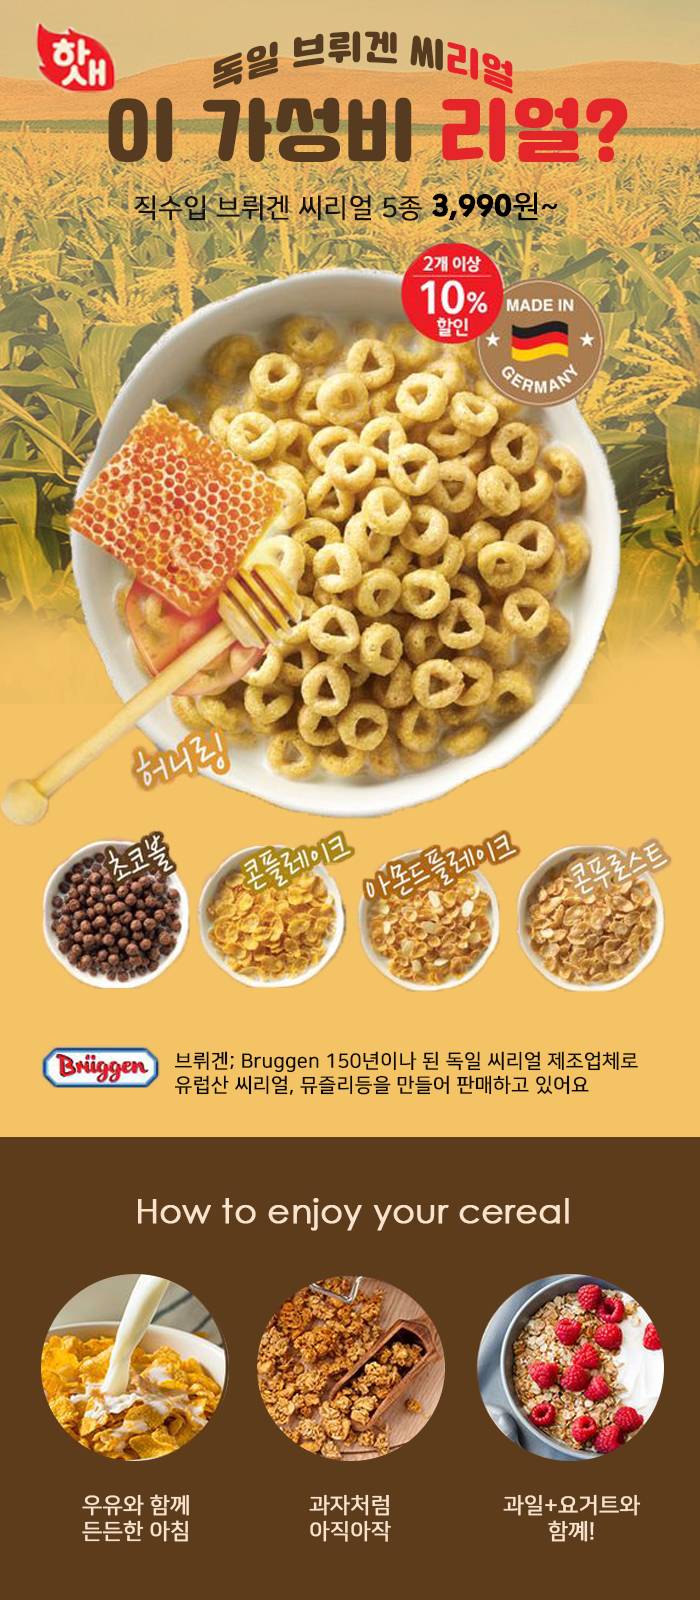 핫새
독일 브뤼겐 씨리얼
이 가성비 리얼?
직수입 브뤼겐 씨리얼 5종 3,990원~
2개 이상
10%
할인
MADE IN
GERMANY
허니링
초코볼
콘플레이크
아몬드플레이크
콘푸로스트
Brüggen
브뤼겐; Bruggen 150년이나 된 독일 씨리얼 제조업체로
유럽산 씨리얼, 뮤즐리등을 만들어 판매하고 있어요
How to enjoy your cereal
우유와 함께
든든한 아침
과자처럼
아직아작
과일+요거트와
함꼐!